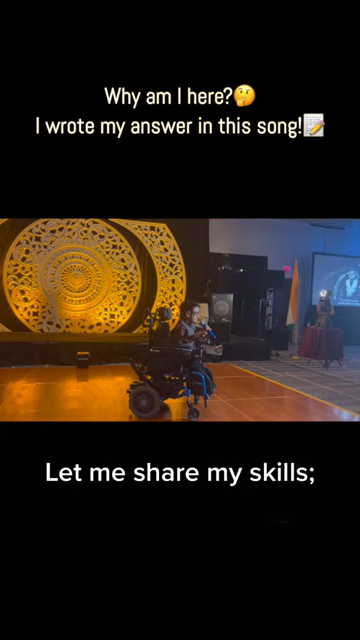 Why am I here?🤔
I wrote my answer in this song!📝
Let me share my skills;